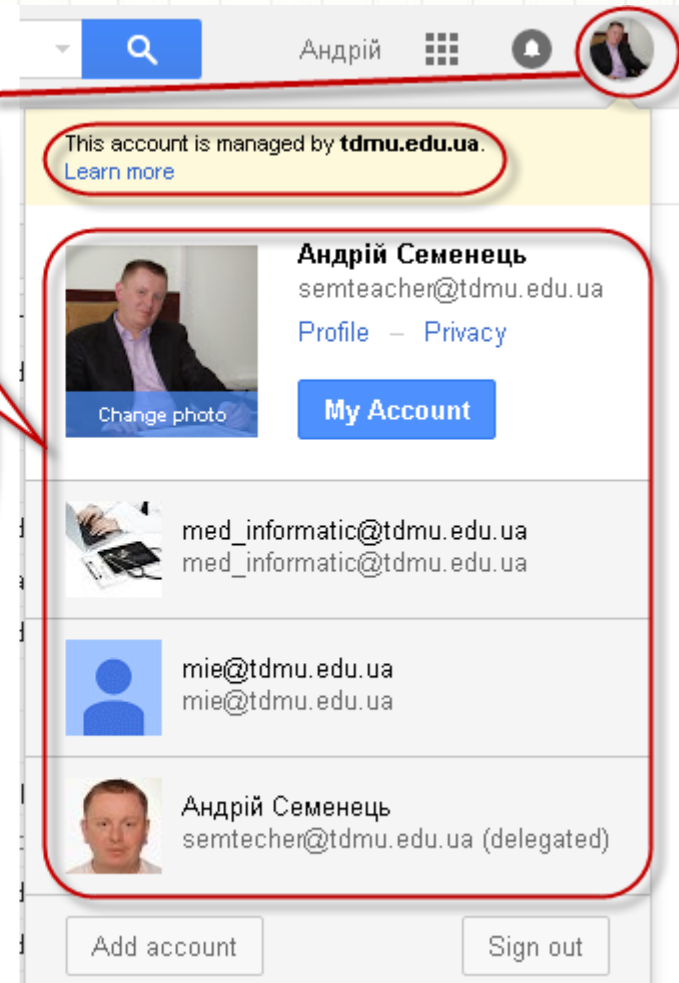 Андрій
This account is managed by tdmu.edu.ua.
Learn more
Андрій Семенець
semteacher@tdmu.edu.ua
Profile – Privacy
Change photo
My Account
med_informatic@tdmu.edu.ua
med_informatic@tdmu.edu.ua
mie@tdmu.edu.ua
mie@tdmu.edu.ua
Андрій Семенець
semtecher@tdmu.edu.ua (delegated)
Add account
Sign out